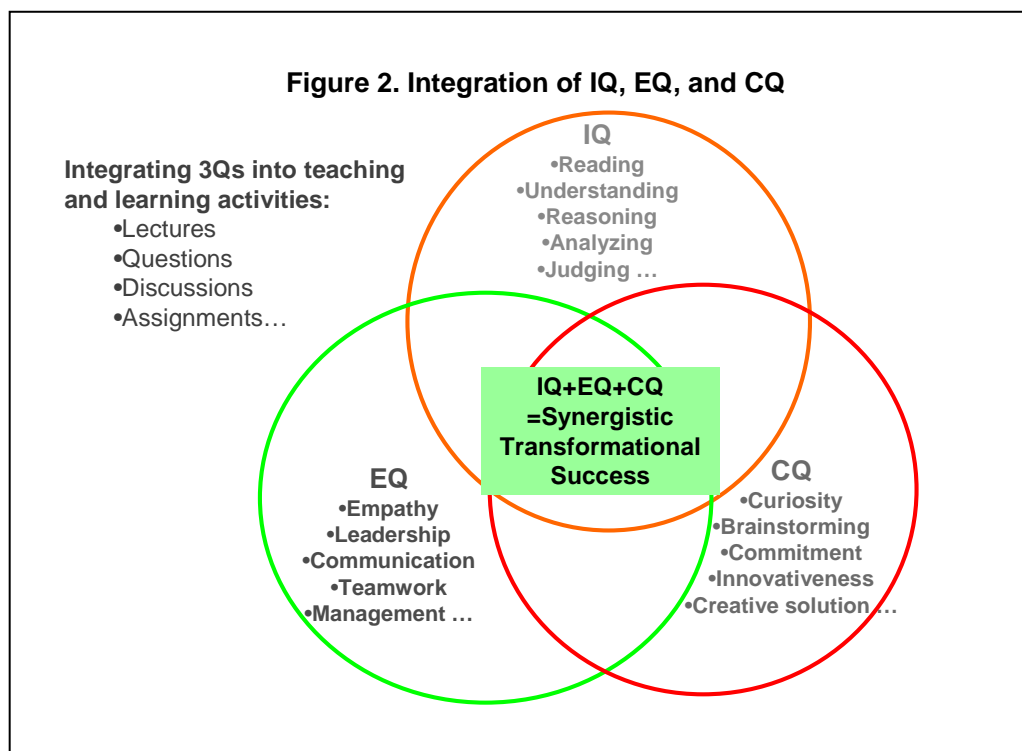 Figure 2. Integration of IQ, EQ, and CQ
Integrating 3Qs into teaching
and learning activities:
•Lectures
•Questions
•Discussions
•Assignments…
IQ
•Reading
•Understanding
•Reasoning
•Analyzing
•Judging …
IQ+EQ+CQ
=Synergistic
Transformational
Success
EQ
•Empathy
•Leadership
•Communication
•Teamwork
•Management …
CQ
•Curiosity
•Brainstorming
•Commitment
•Innovativeness
•Creative solution …